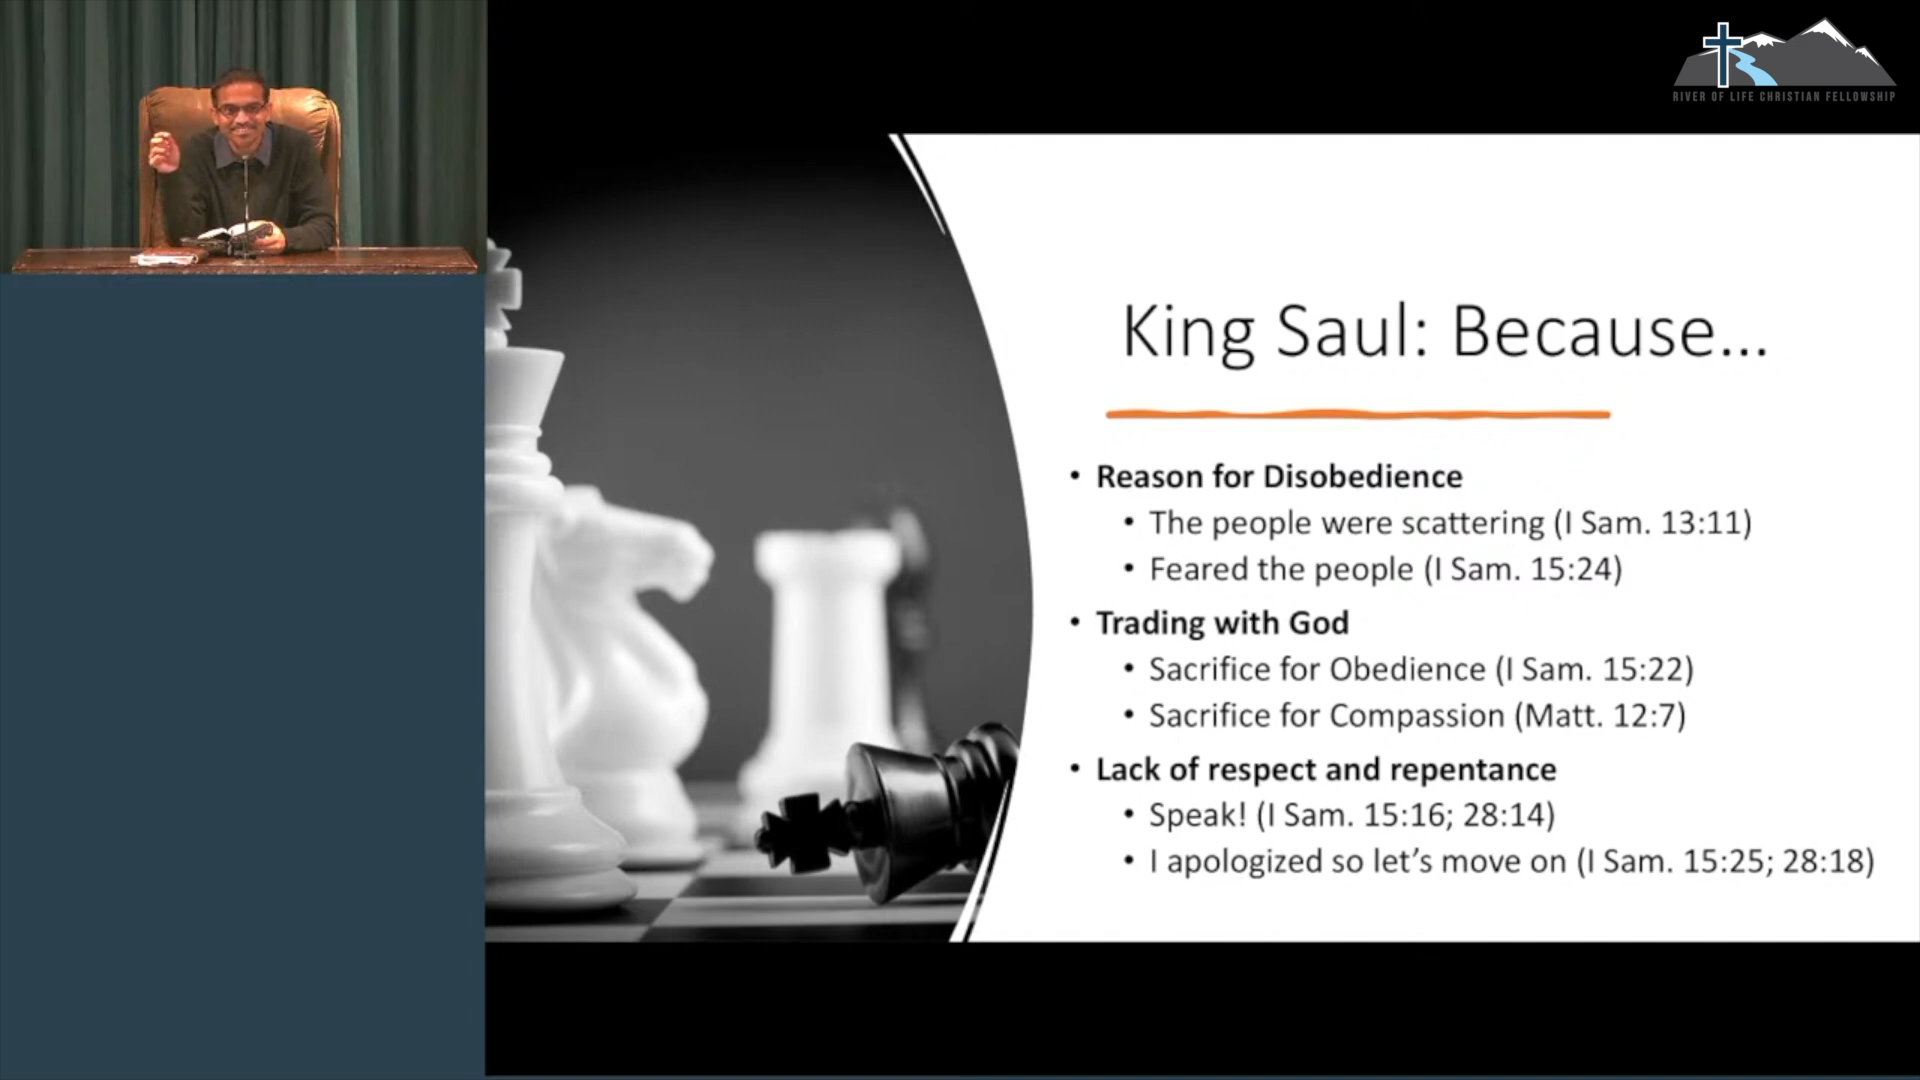 RIVER OF LIFE CHRISTIAN FELLOWSHIP
King Saul: Because...
• Reason for Disobedience
• The people were scattering (I Sam. 13:11)
• Feared the people (I Sam. 15:24)
• Trading with God
• Sacrifice for Obedience (I Sam. 15:22)
• Sacrifice for Compassion (Matt. 12:7)
• Lack of respect and repentance
• Speak! (I Sam. 15:16; 28:14)
• I apologized so let's move on (I Sam. 15:25; 28:18)